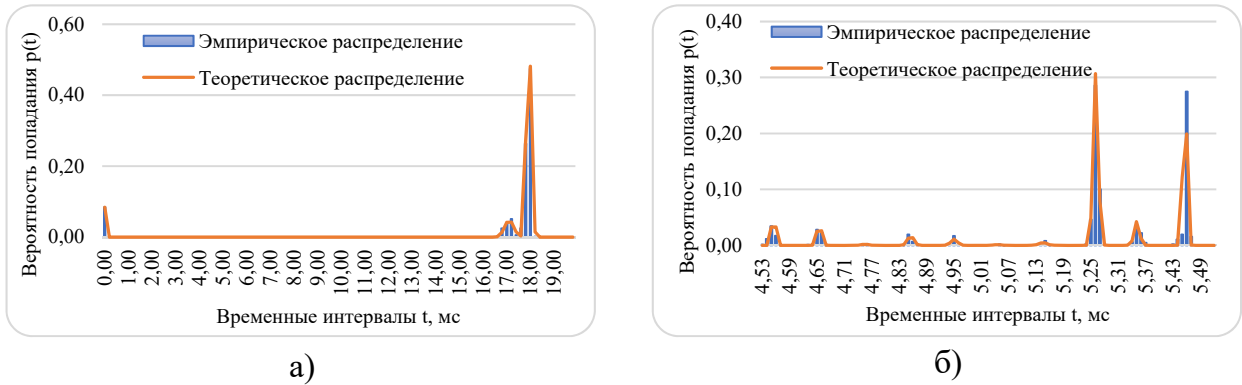 0,60
0,40
0,20
0,00
Вероятность попадания p(t)
Эмпирическое распределение
Теоретическое распределение
0,00 1,00 2,00 3,00 4,00 5,00 6,00 7,00 8,00 9,00 10,00 11,00 12,00 13,00 14,00 15,00 16,00 17,00 18,00 19,00
Временные интервалы t, мс
а)
0,40
0,30
0,20
0,10
0,00
Вероятность попадания p(t)
Эмпирическое распределение
Теоретическое распределение
4,53 4,59 4,65 4,71 4,77 4,83 4,89 4,95 5,01 5,07 5,13 5,19 5,25 5,31 5,37 5,43 5,49
Временные интервалы t, мс
б)